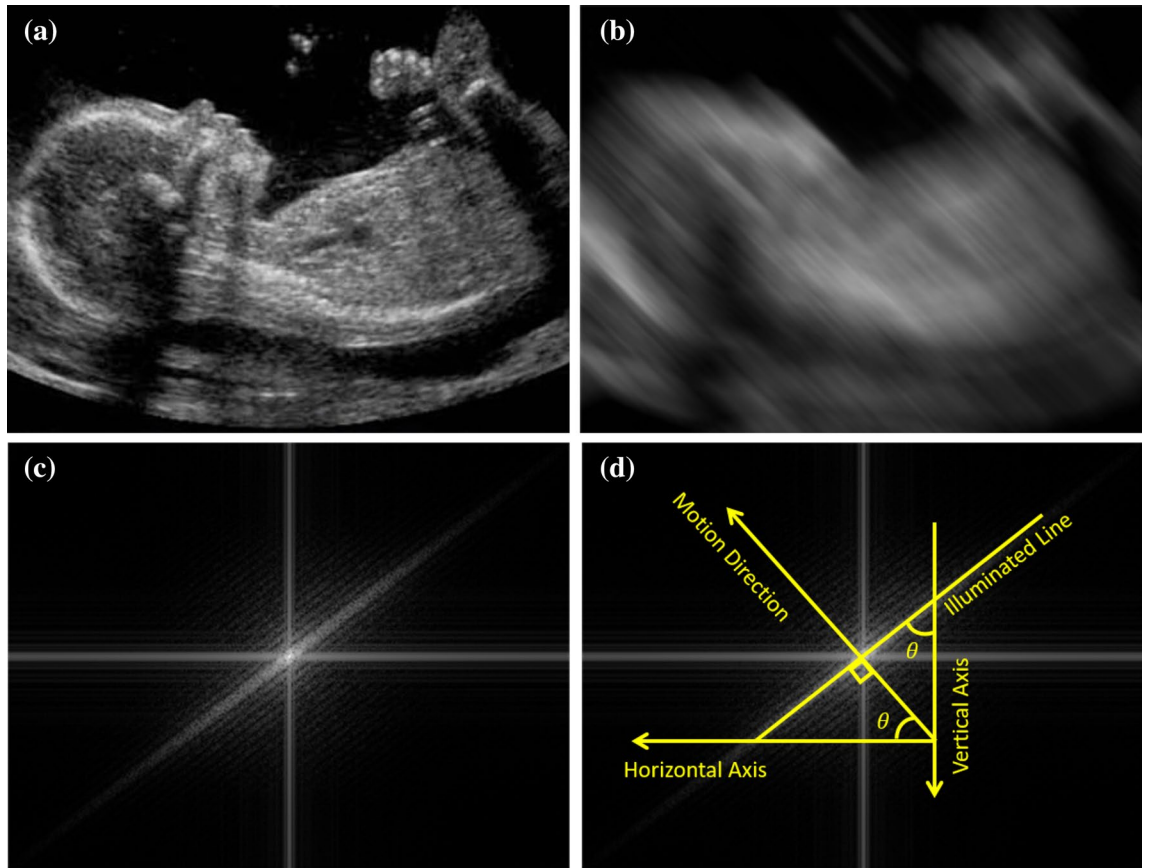 (a)
(b)
(c)
(d)
Motion Direction
Illuminated Line
θ
θ
Vertical Axis
Horizontal Axis